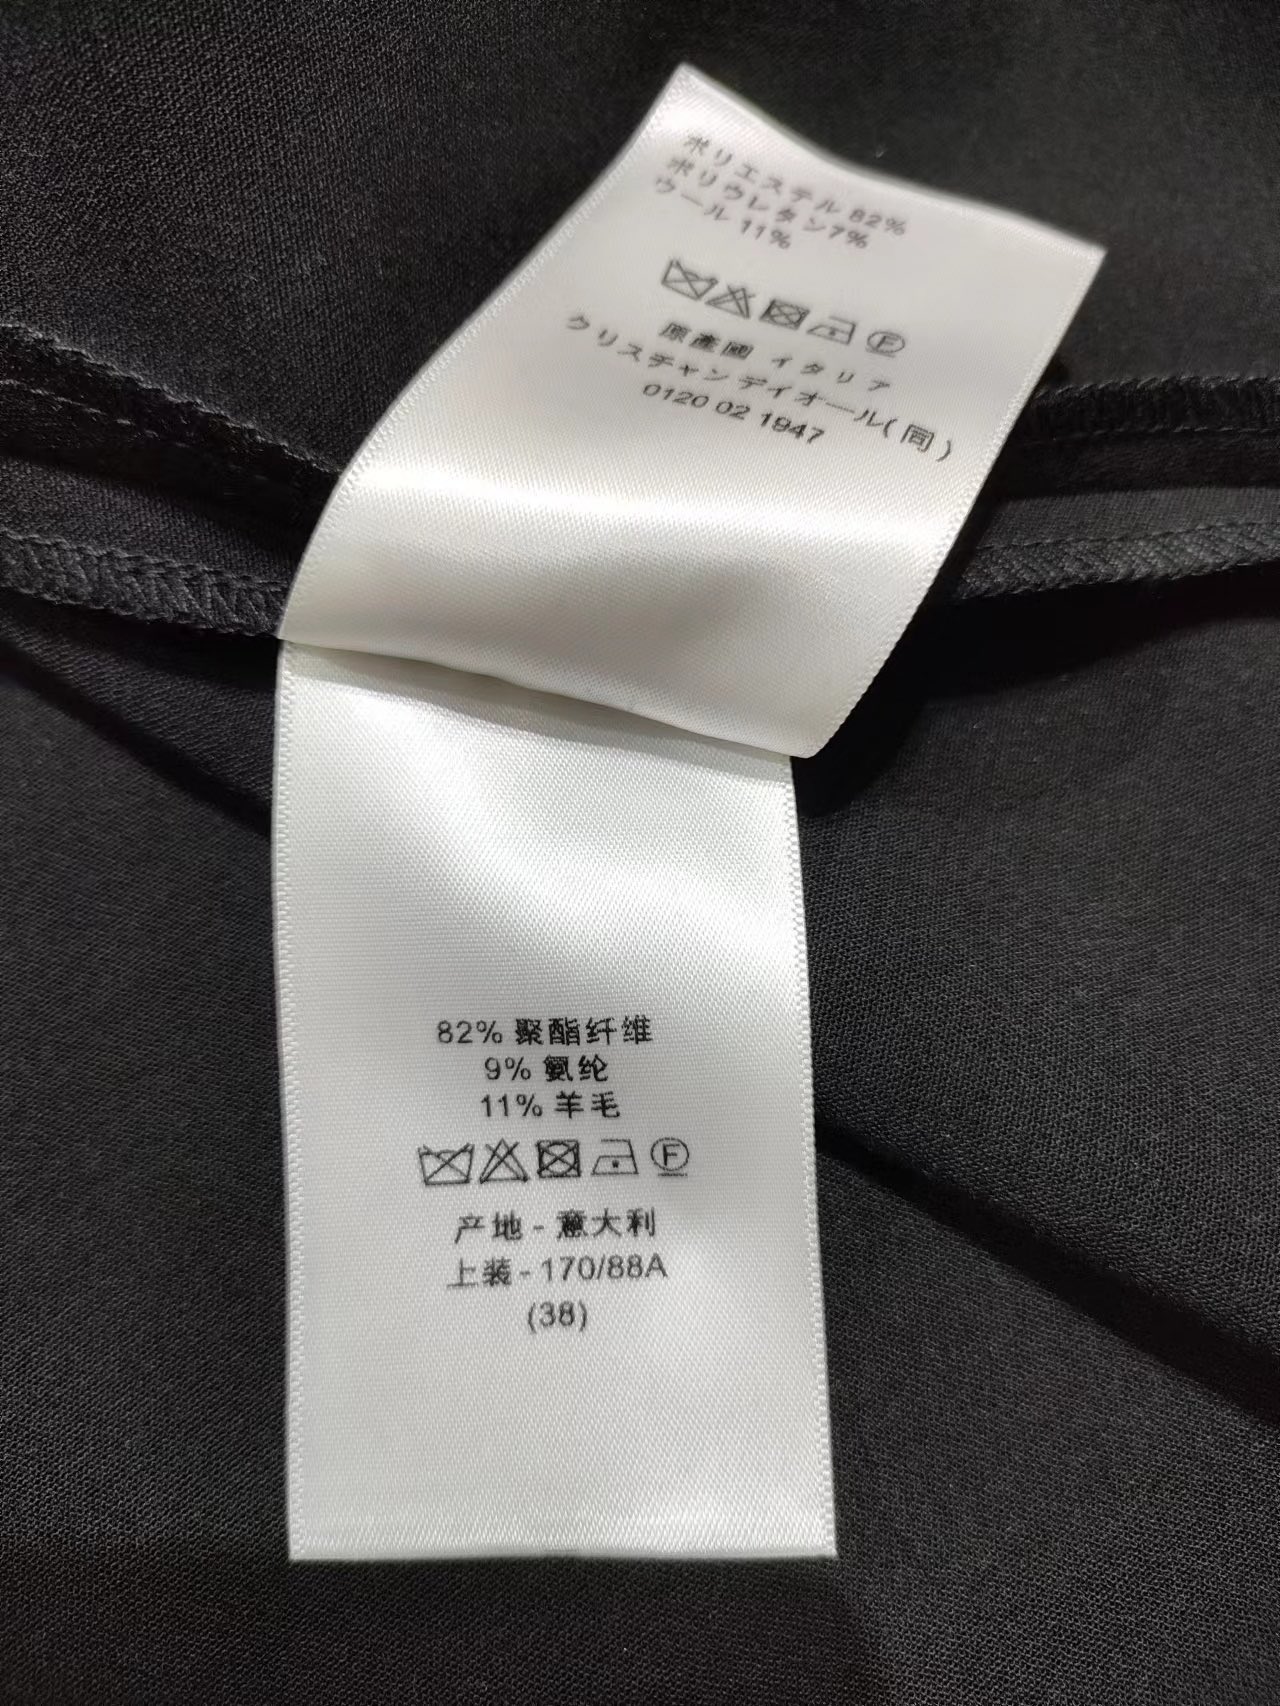 ポリエステル 82%
ポリウレタン7%
ウール 11%
F
原產國 イタリア
クリスチャン デイオール(同)
0120 02 1947
82% 聚酯纤维
9% 氨纶
11% 羊毛
F
产地 - 意大利
上装 - 170/88A
(38)